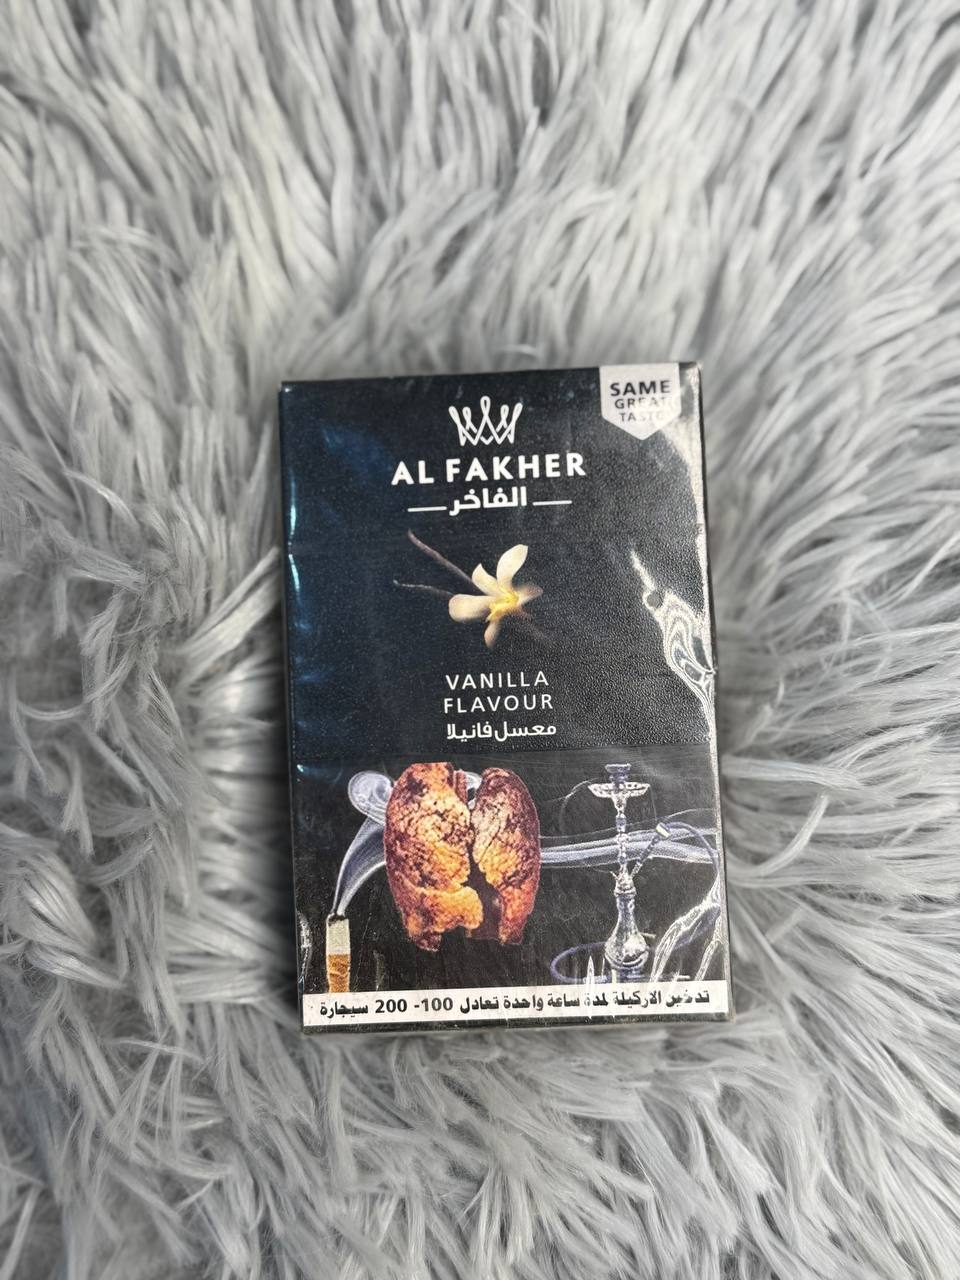 SAME
GREAT
TASTE
AL FAKHER
الفاخر
VANILLA
FLAVOUR
معسل فانيلا
تدخين الاركيلة لمدة ساعة واحدة تعادل 100- 200 سيجارة